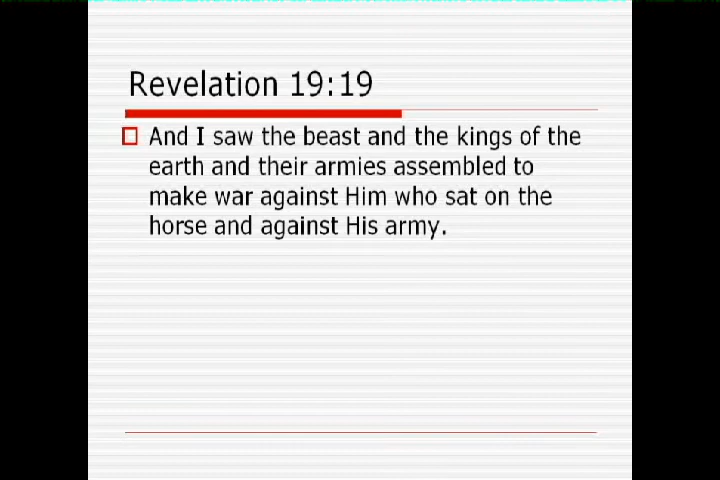 Revelation 19:19
And I saw the beast and the kings of the
earth and their armies assembled to
make war against Him who sat on the
horse and against His army.